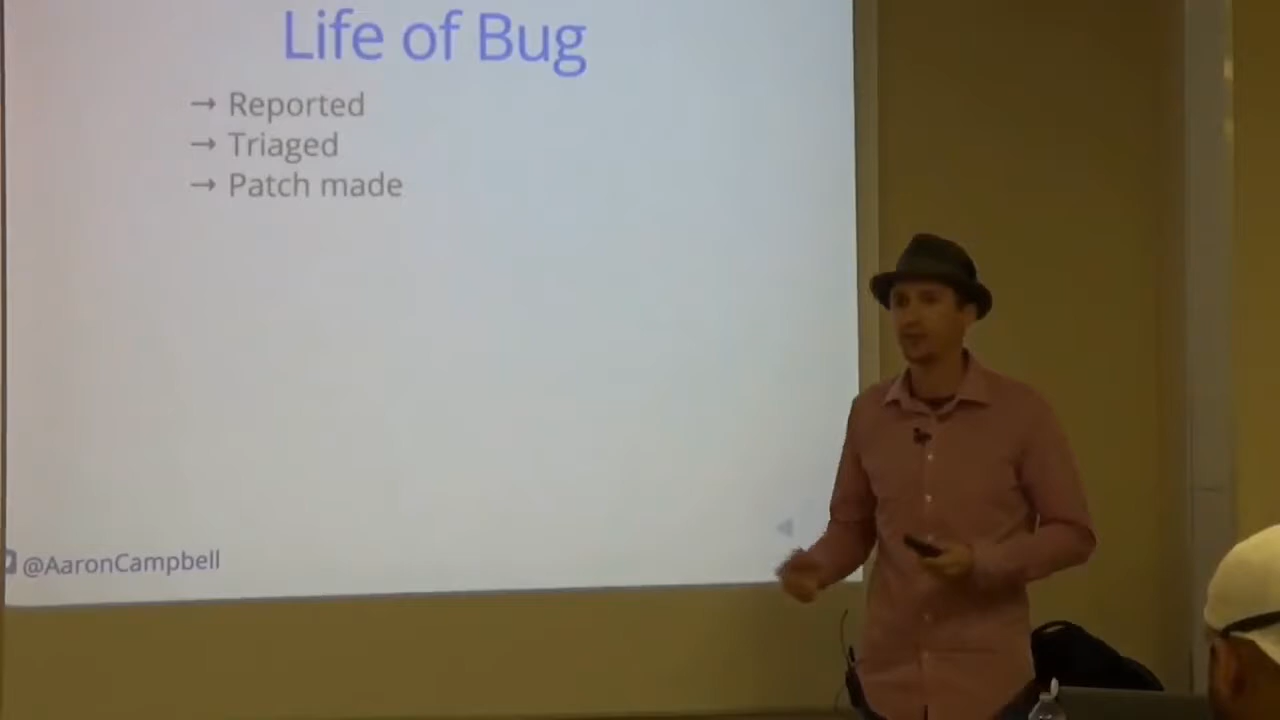 Life of Bug
→ Reported
→ Triaged
→ Patch made
@AaronCampbell